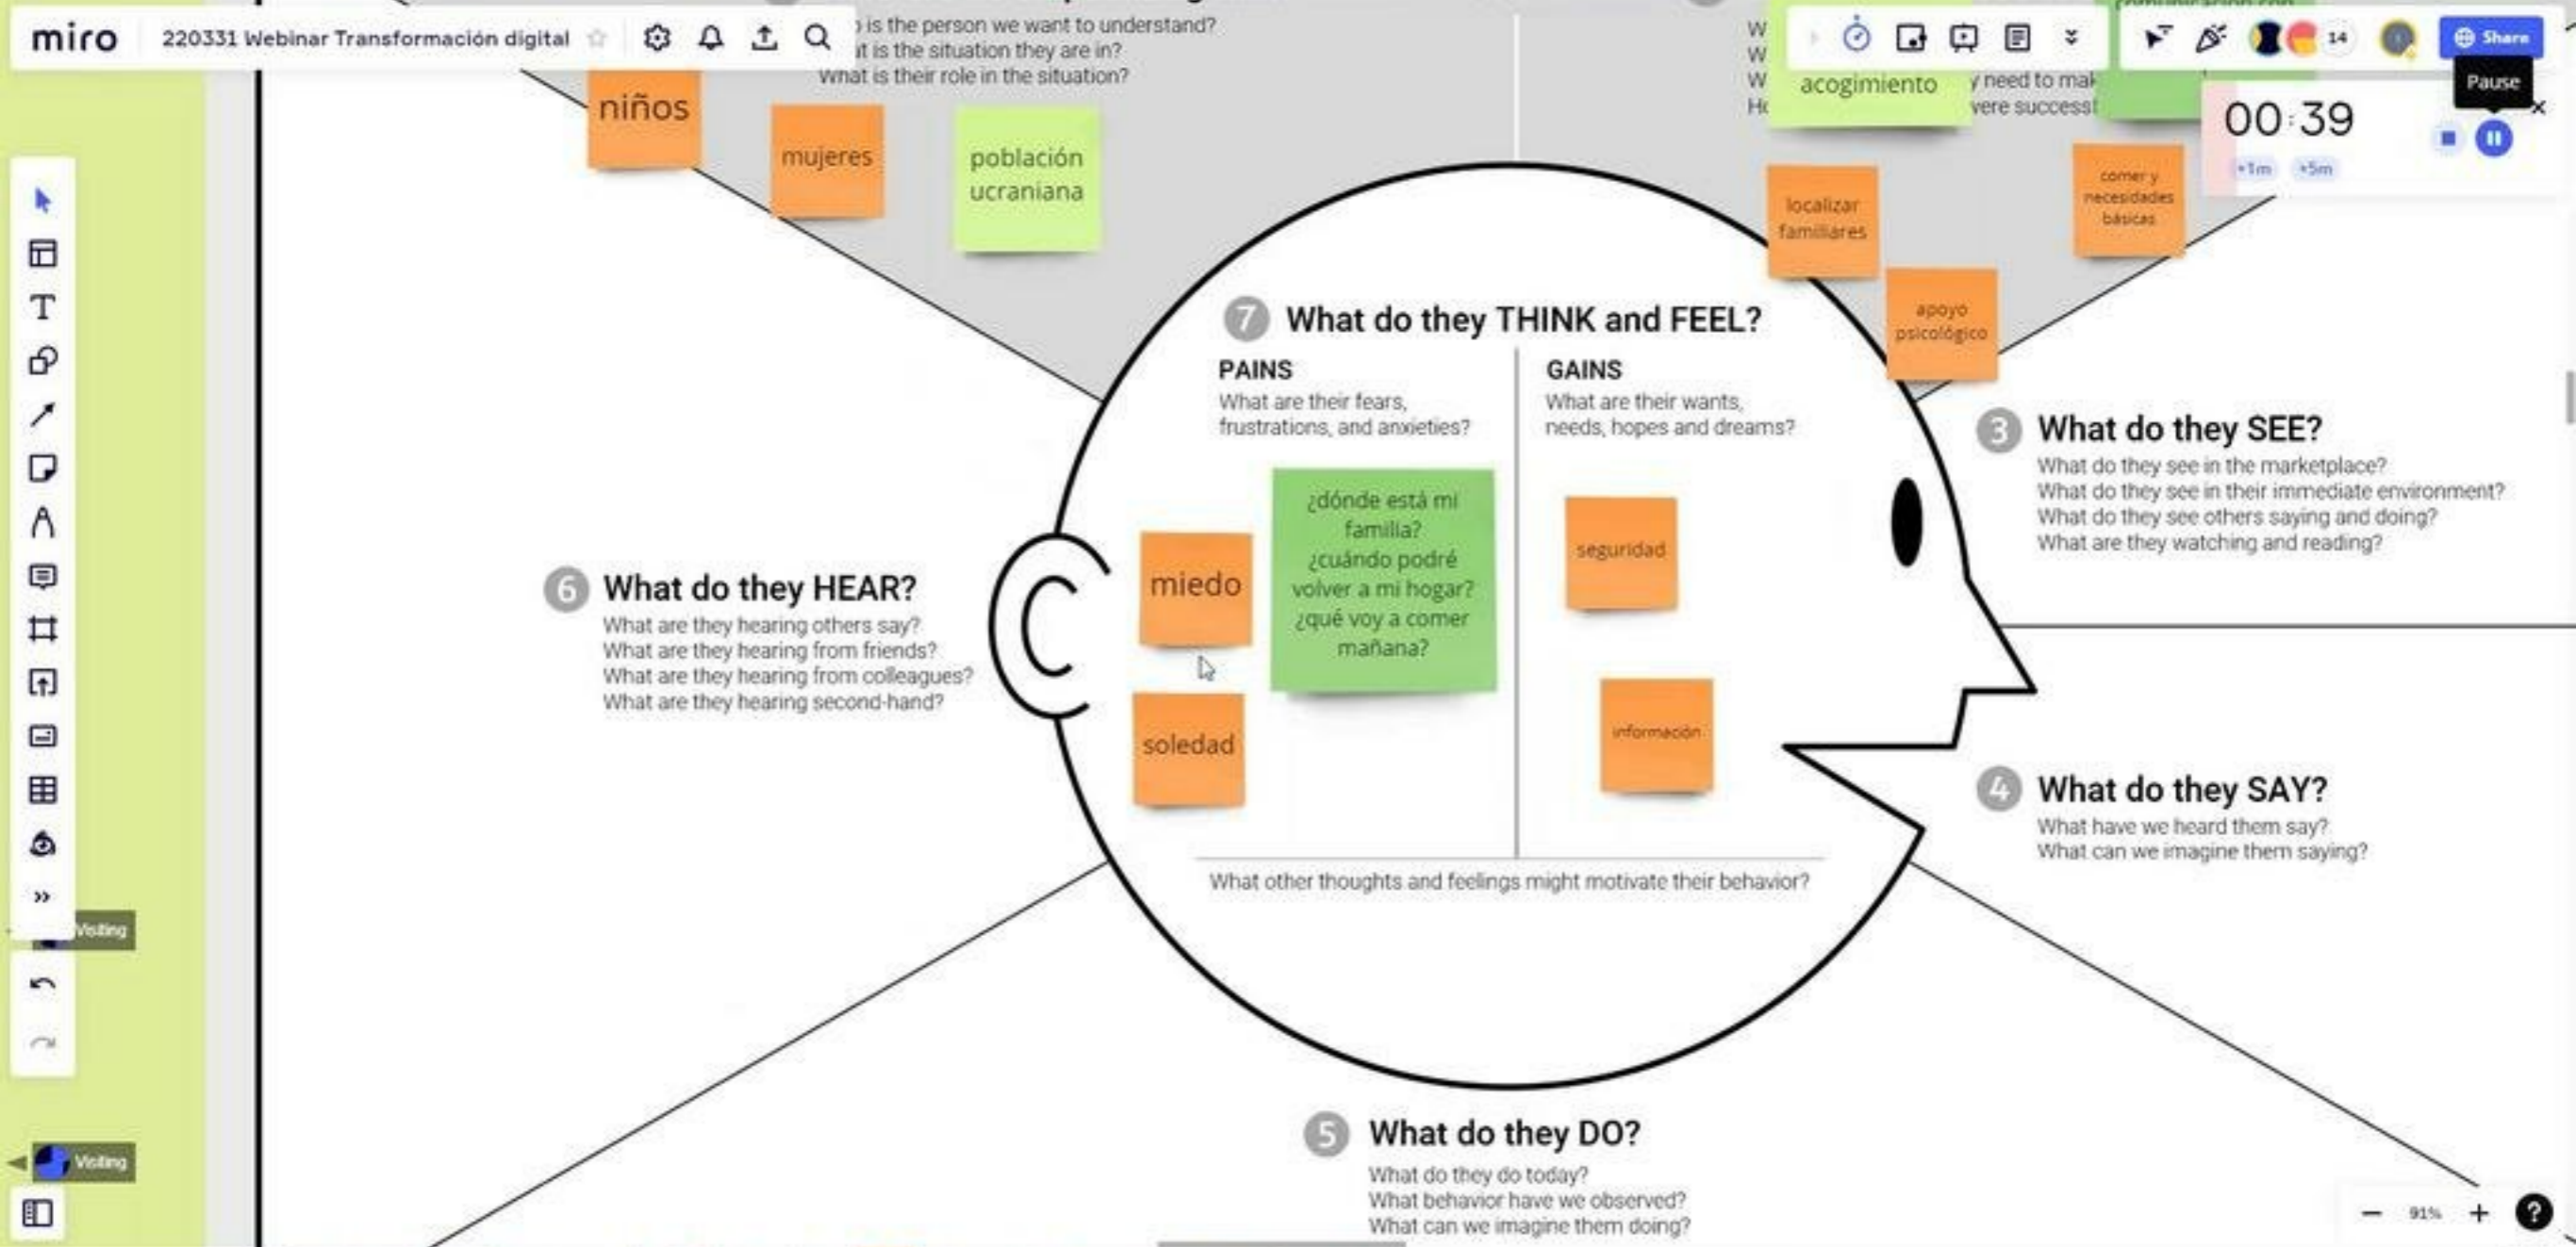 miro
220331 Webinar Transformación digital
is the person we want to understand?
is the situation they are in?
What is their role in the situation?
niños
mujeres
población
ucraniana
acogimiento
need to mak
were success
14
Share
Pause
00:39
+1m
+5m
localizar
familiares
comer y
necesidades
básicas
apoyo
psicológico
7 What do they THINK and FEEL?
PAINS
What are their fears,
frustrations, and anxieties?
GAINS
What are their wants,
needs, hopes and dreams?
miedo
soledad
¿dónde está mi
familia?
¿cuándo podré
volver a mi hogar?
¿qué voy a comer
mañana?
seguridad
información
What other thoughts and feelings might motivate their behavior?
3 What do they SEE?
What do they see in the marketplace?
What do they see in their immediate environment?
What do they see others saying and doing?
What are they watching and reading?
6 What do they HEAR?
What are they hearing others say?
What are they hearing from friends?
What are they hearing from colleagues?
What are they hearing second-hand?
4 What do they SAY?
What have we heard them say?
What can we imagine them saying?
5 What do they DO?
What do they do today?
What behavior have we observed?
What can we imagine them doing?
Visiting
Visiting
91%